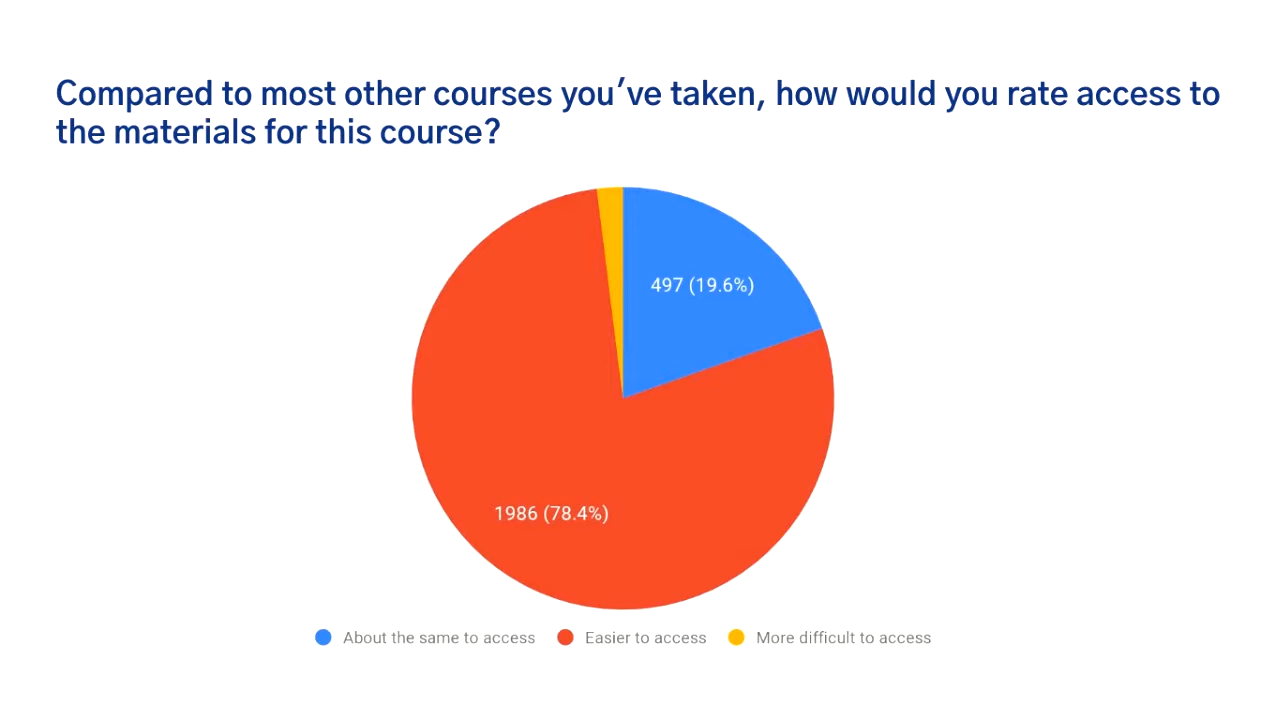 Compared to most other courses you've taken, how would you rate access to
the materials for this course?
497 (19.6%)
1986 (78.4%)
About the same to access
Easier to access
More difficult to access